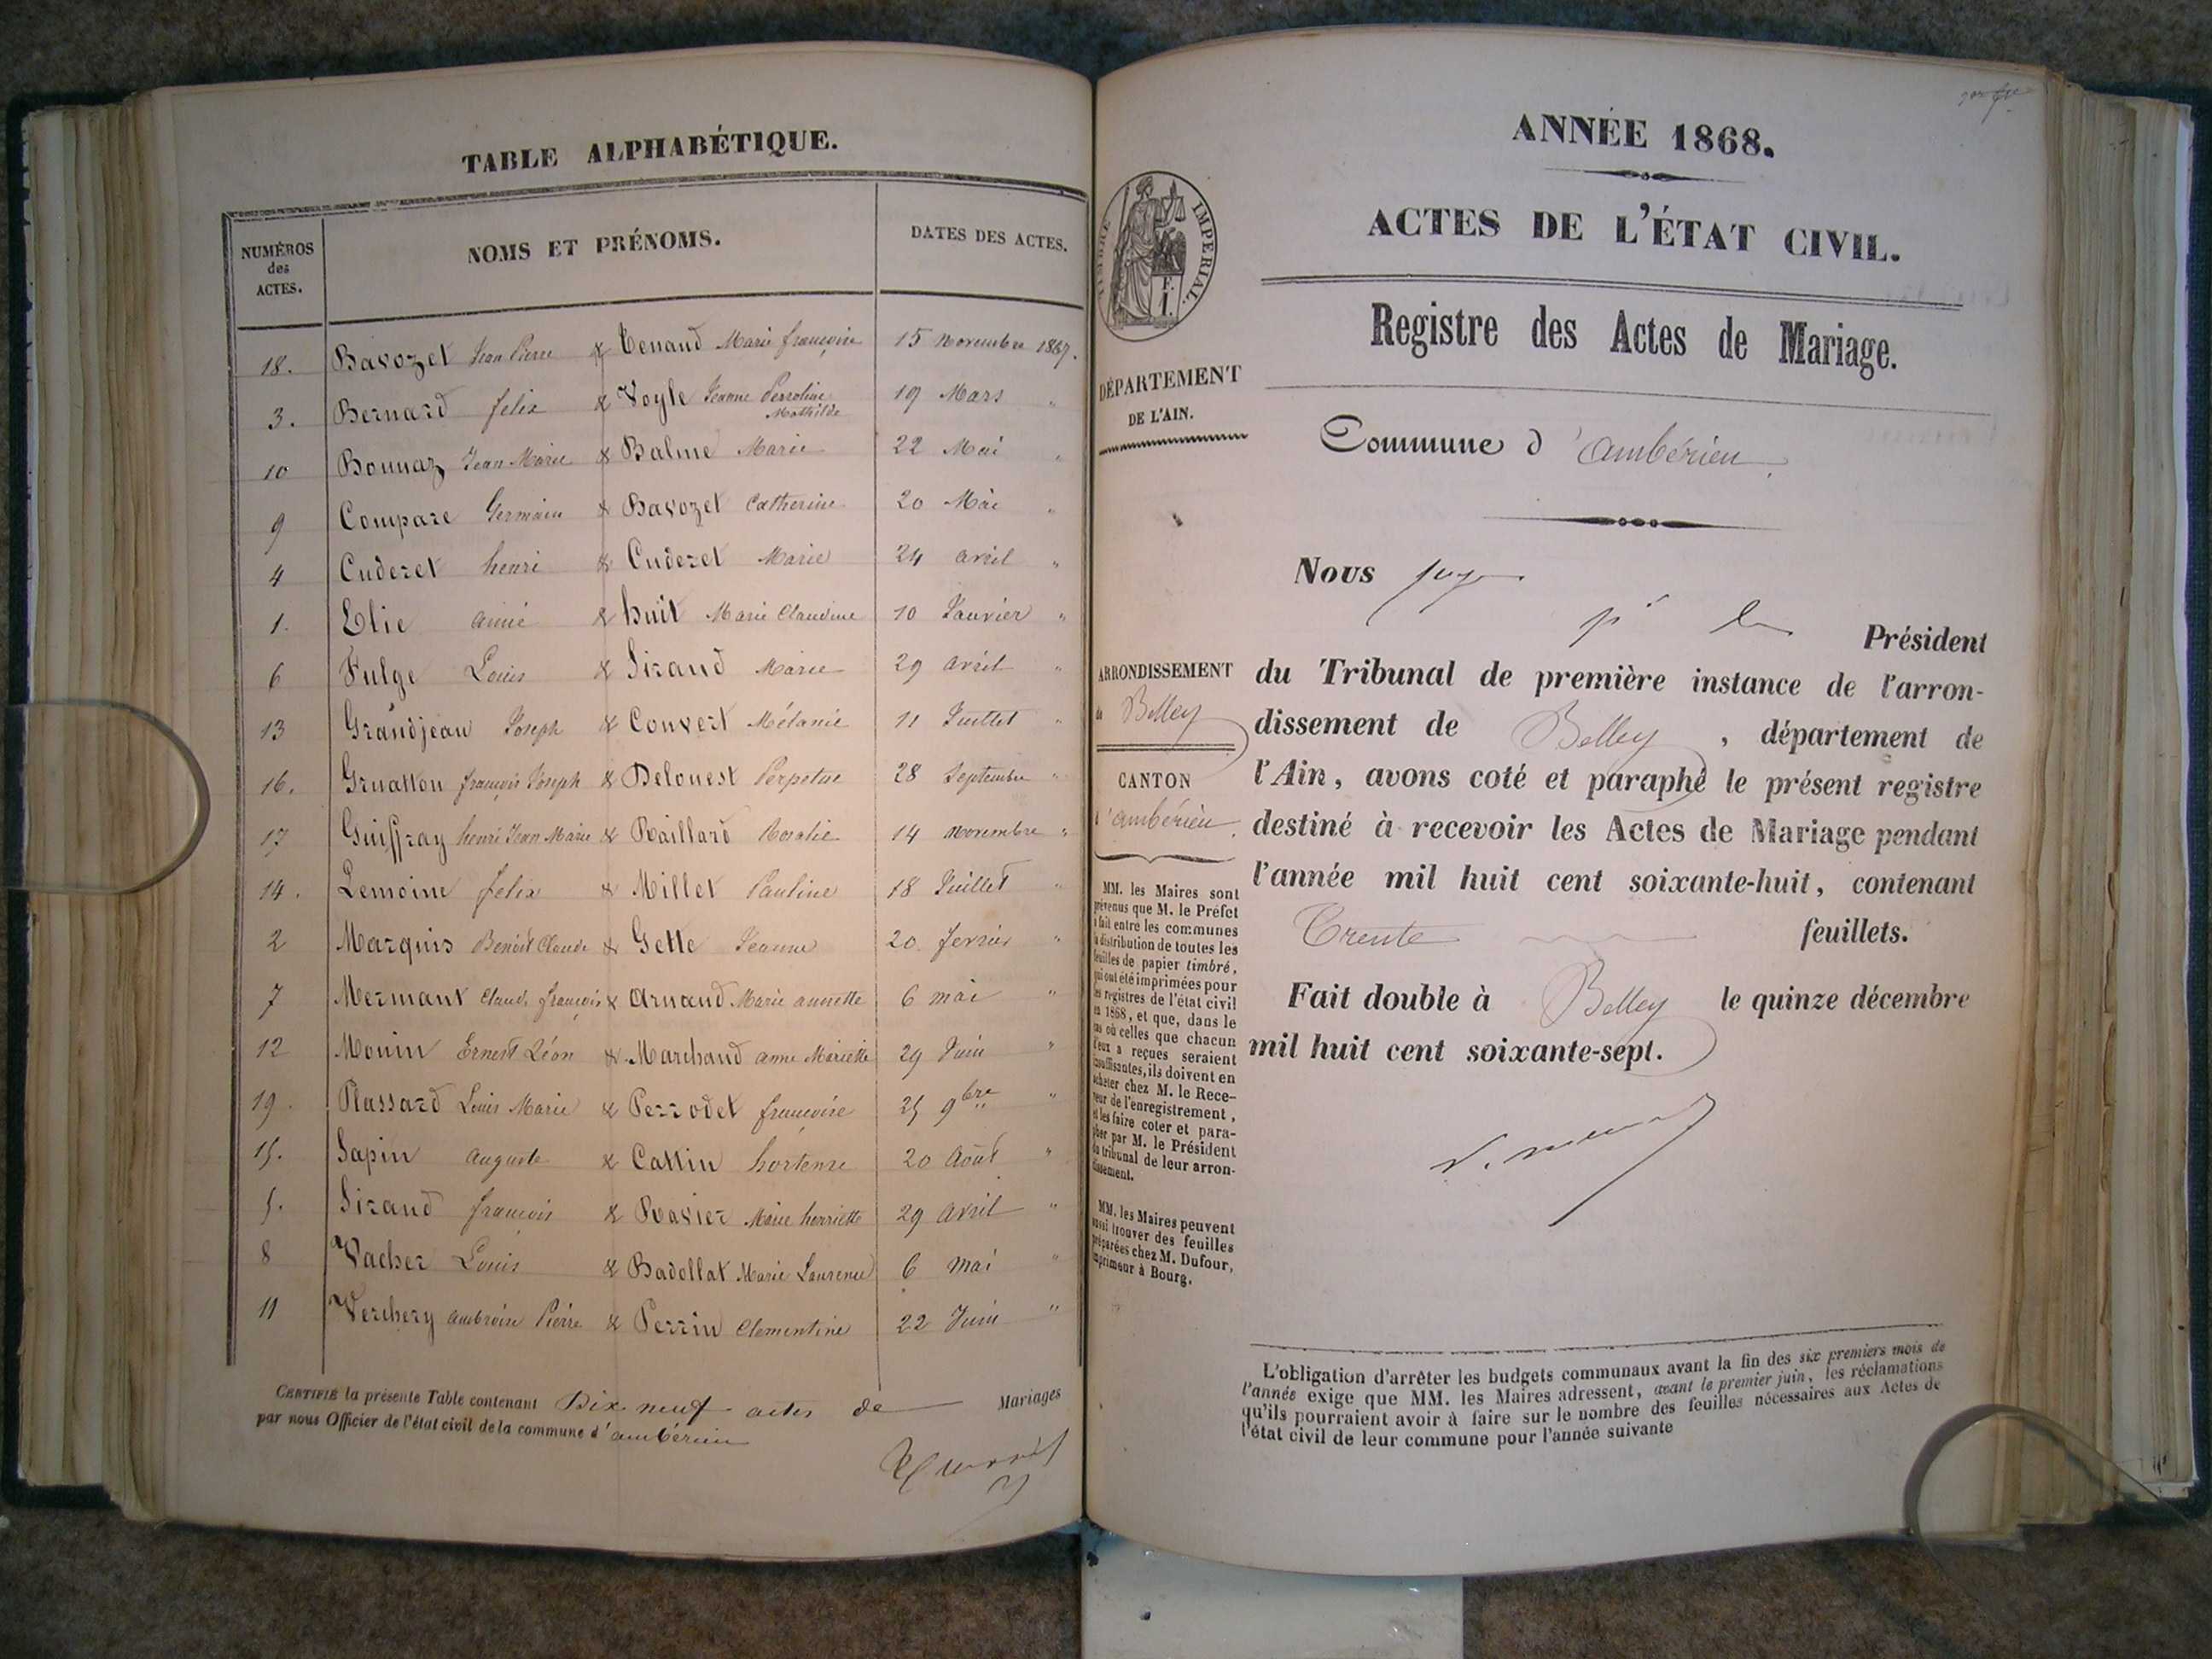 TABLE ALPHABÉTIQUE.
NUMÉROS
des
ACTES.
NOMS ET PRÉNOMS.
DATES DES ACTES.
18. Bavozet Jean Pierre & Tenand Marie françoise 15 novembre 1867.
3. Bernard felix & Voyle Jeanne Perroline Mathilde 19 Mars "
10 Bonnaz Jean Marie & Balme Marie 22 Mai "
9 Compare Germain & Bavozet Catherine 20 Mai "
4 Cuderet henri & Cuderet Marie 24 avril "
1. Elie aimé & huit Marie Claudine 10 Janvier "
6 Fulge Louis & Sirand Marie 29 avril "
13 Grandjean Joseph & Convert Mélanie 11 Juillet "
16. Gruatton françois Joseph & Delouest Perpetue 28 Septembre "
17 Guiffray henri Jean Marie & Raillard Rosalie 14 novembre "
14. Lemoine felix & Millet Pauline 18 Juillet "
2 Marquis Benoît Claude & Gette Jeanne 20 fevrier "
7 Mermant Claude françois & Arnand Marie annette 6 mai "
12 Monin Ernest Léon & Marchand anne Mariette 29 Juin "
19. Plassard Louis Marie & Perrodet françoise 25 9bre "
15. Sapin auguste & Cattin hortense 20 Août "
5. Sirand françois & Ravier Marie henriette 29 avril "
8 Vacher Louis & Badollat Marie Laurence 6 mai "
11 Verchery ambroise Pierre & Perrin Clementine 22 Juin "
CERTIFIÉ la présente Table contenant Dix neuf actes de Mariages
par nous Officier de l'état civil de la commune d'ambérieu
ANNÉE 1868.
ACTES DE L'ÉTAT CIVIL.
TIMBRE IMPÉRIAL.
Registre des Actes de Mariage.
DÉPARTEMENT
DE L'AIN.
Commune d'ambérieu.
Nous juge
pr le Président
ARRONDISSEMENT
de Belley
CANTON
d'ambérieu.
du Tribunal de première instance de l'arron-
dissement de Belley, département de
l'Ain, avons coté et paraphé le présent registre
destiné à recevoir les Actes de Mariage pendant
l'année mil huit cent soixante-huit, contenant
Trente feuillets.
Fait double à Belley le quinze décembre
mil huit cent soixante-sept.
MM. les Maires sont
prévenus que M. le Préfet
a fait entre les communes
la distribution de toutes les
feuilles de papier timbré,
qui ont été imprimées pour
les registres de l'état civil
en 1868, et que, dans le
cas où celles que chacun
d'eux a reçues seraient
insuffisantes, ils doivent en
acheter chez M. le Rece-
veur de l'enregistrement,
et les faire coter et para-
pher par M. le Président
du tribunal de leur arron-
dissement.
MM. les Maires peuvent
aussi trouver des feuilles
préparées chez M. Dufour,
imprimeur à Bourg.
L'obligation d'arrêter les budgets communaux avant la fin des six premiers mois de
l'année exige que MM. les Maires adressent, avant le premier juin, les réclamations
qu'ils pourraient avoir à faire sur le nombre des feuilles nécessaires aux Actes de
l'état civil de leur commune pour l'année suivante